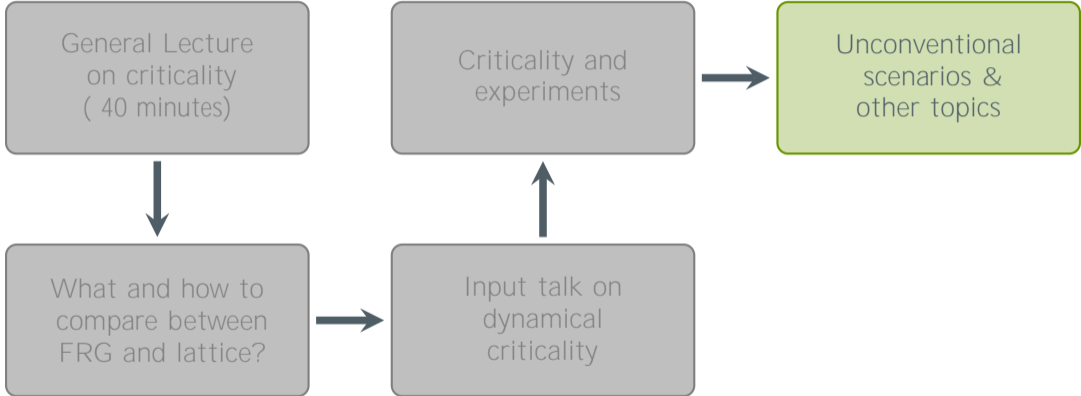 General Lecture
on criticality
( 40 minutes)
What and how to
compare between
FRG and lattice?
Input talk on
dynamical
criticality
Criticality and
experiments
Unconventional
scenarios &
other topics